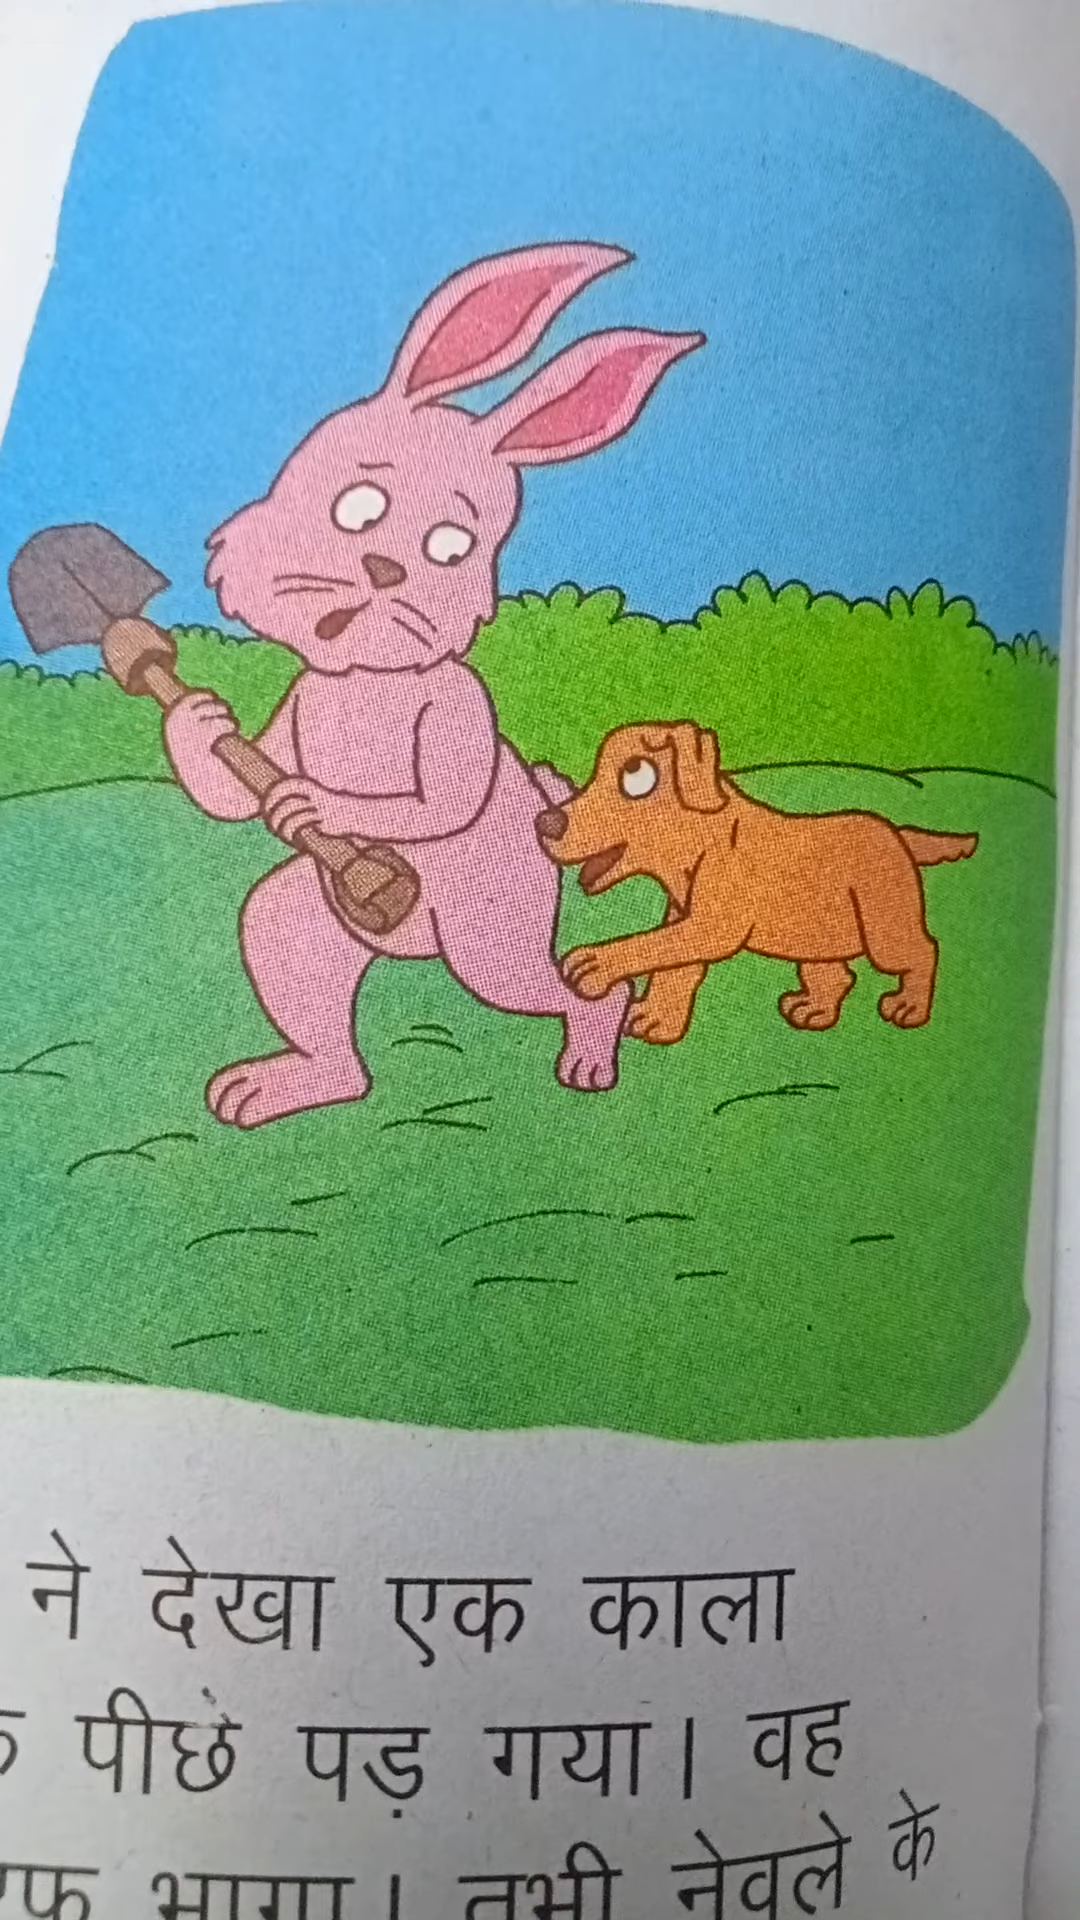 ने देखा एक काला
पीछे पड़ गया। वह
भागा। तभी नेवले के